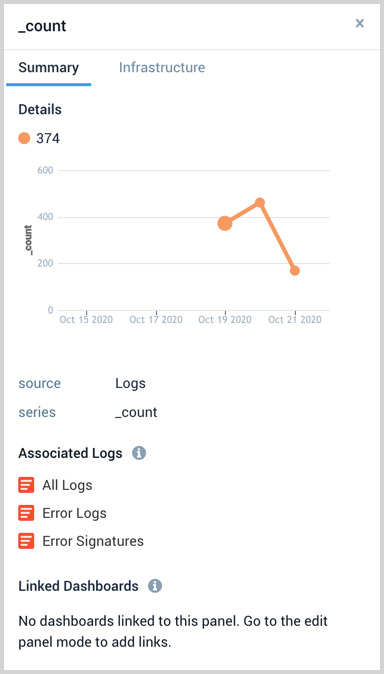 _count
×
Summary Infrastructure
Details
374
600
400
200
0
_count
Oct 15 2020 Oct 17 2020 Oct 19 2020 Oct 21 2020
source Logs
series _count
Associated Logs i
All Logs
Error Logs
Error Signatures
Linked Dashboards i
No dashboards linked to this panel. Go to the edit
panel mode to add links.